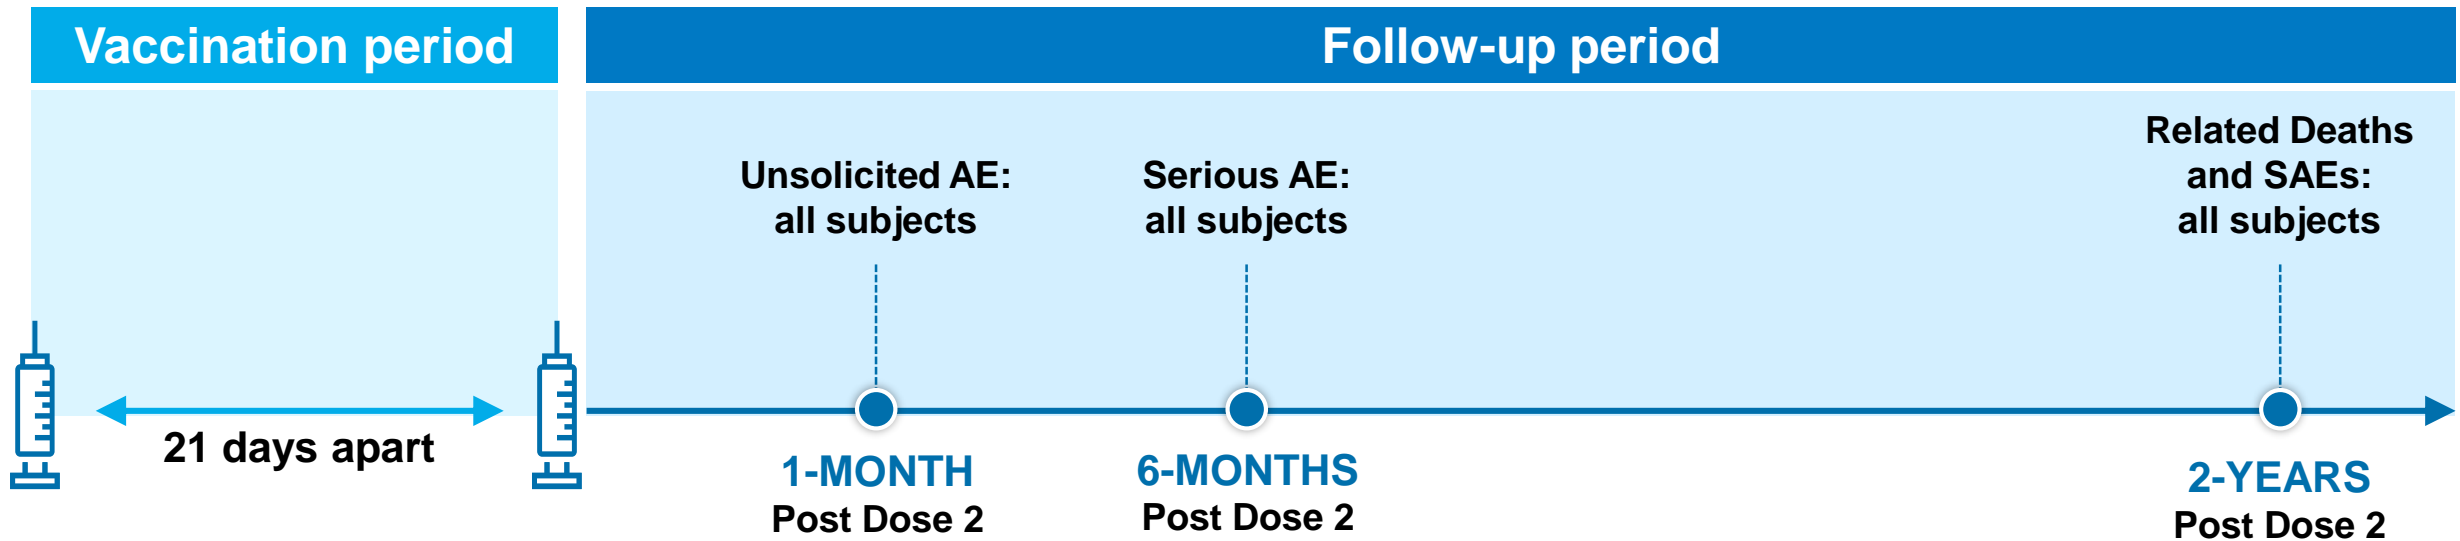 Vaccination period
Follow-up period
Unsolicited AE:
all subjects
Serious AE:
all subjects
Related Deaths
and SAEs:
all subjects
21 days apart
1-MONTH
Post Dose 2
6-MONTHS
Post Dose 2
2-YEARS
Post Dose 2